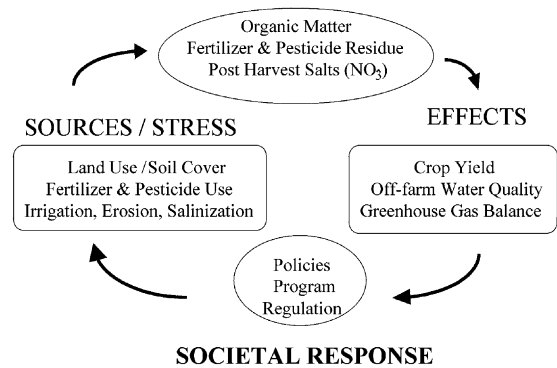 Organic Matter
Fertilizer & Pesticide Residue
Post Harvest Salts (NO3)
SOURCES / STRESS
EFFECTS
Land Use /Soil Cover
Fertilizer & Pesticide Use
Irrigation, Erosion, Salinization
Crop Yield
Off-farm Water Quality
Greenhouse Gas Balance
Policies
Program
Regulation
SOCIETAL RESPONSE